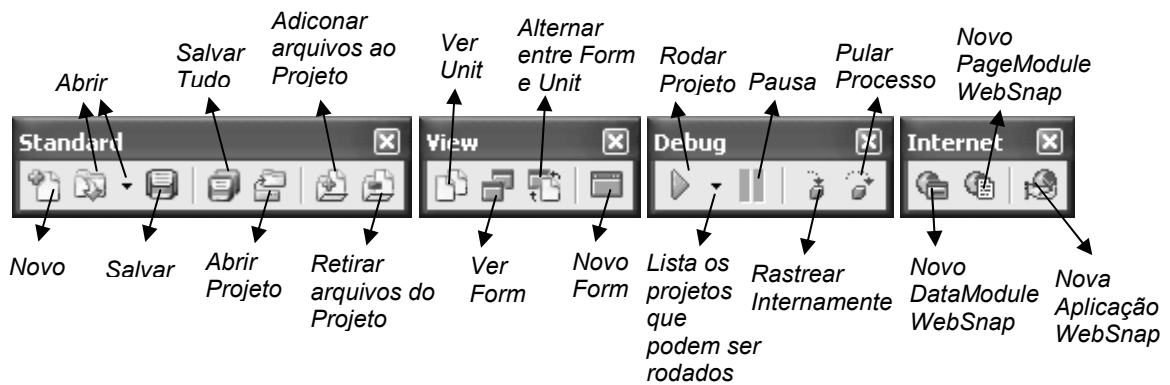 Adiconar
arquivos ao
Projeto
Salvar
Tudo
Abrir
Ver
Unit
Alternar
entre Form
e Unit
Rodar
Projeto
Pausa
Pular
Processo
Novo
PageModule
WebSnap
Standard
View
Debug
Internet
Novo
Salvar
Abrir
Projeto
Retirar
arquivos do
Projeto
Ver
Form
Novo
Form
Lista os
projetos
que
podem ser
rodados
Rastrear
Internamente
Novo
DataModule
WebSnap
Nova
Aplicação
WebSnap